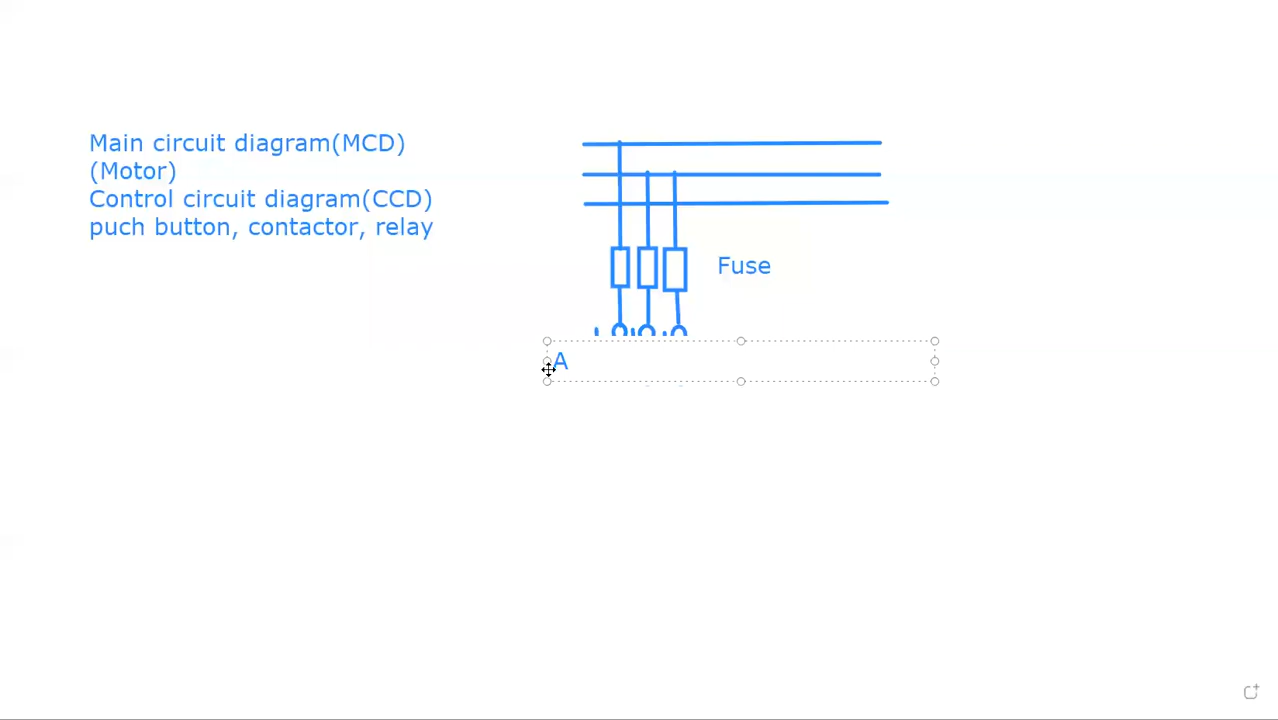 Main circuit diagram(MCD)
(Motor)
Control circuit diagram(CCD)
puch button, contactor, relay
Fuse
A